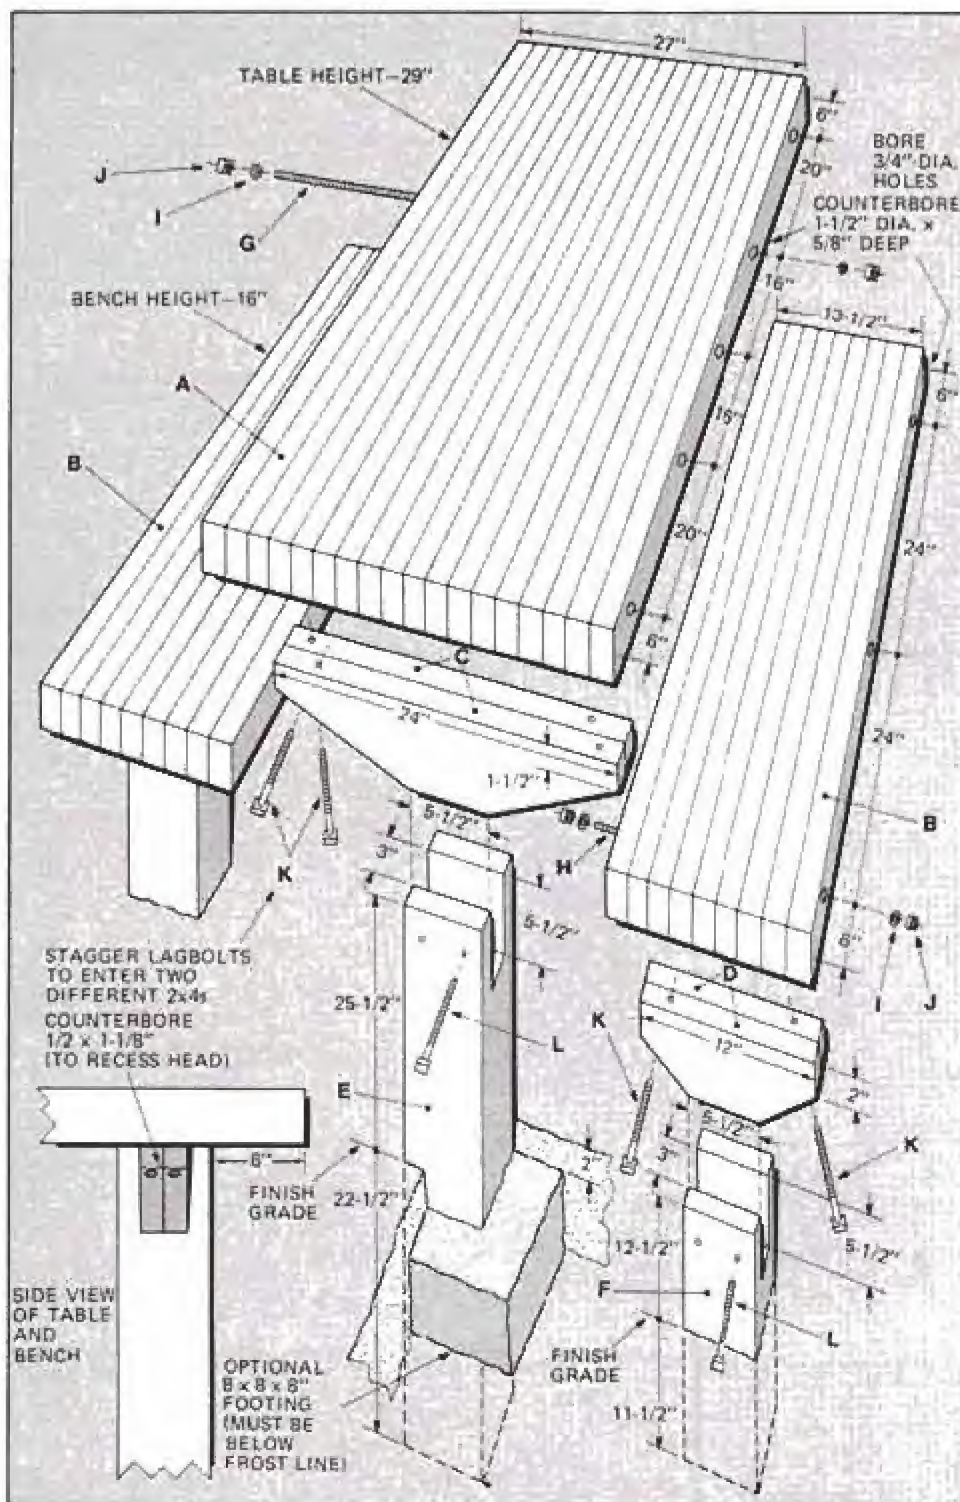 27"
TABLE HEIGHT—29"
6"
BORE
3/4" DIA.
HOLES
COUNTERBORE
1-1/2" DIA. x
5/8" DEEP
20"
J
I
G
16"
BENCH HEIGHT—16"
13-1/2"
6"
A
16"
B
20"
24"
6"
C
24"
24"
1-1/2"
B
5-1/2"
H
3"
K
6"
5-1/2"
I
J
STAGGER LAGBOLTS
TO ENTER TWO
DIFFERENT 2x4s
COUNTERBORE
1/2 x 1-1/8"
(TO RECESS HEAD)
25-1/2"
D
K
12"
L
E
2"
5-1/2"
K
6"
FINISH
GRADE
22-1/2"
2"
3"
12-1/2"
5-1/2"
F
SIDE VIEW
OF TABLE
AND
BENCH
L
FINISH
GRADE
OPTIONAL
8 x 8 x 8"
FOOTING
(MUST BE
BELOW
FROST LINE)
11-1/2"